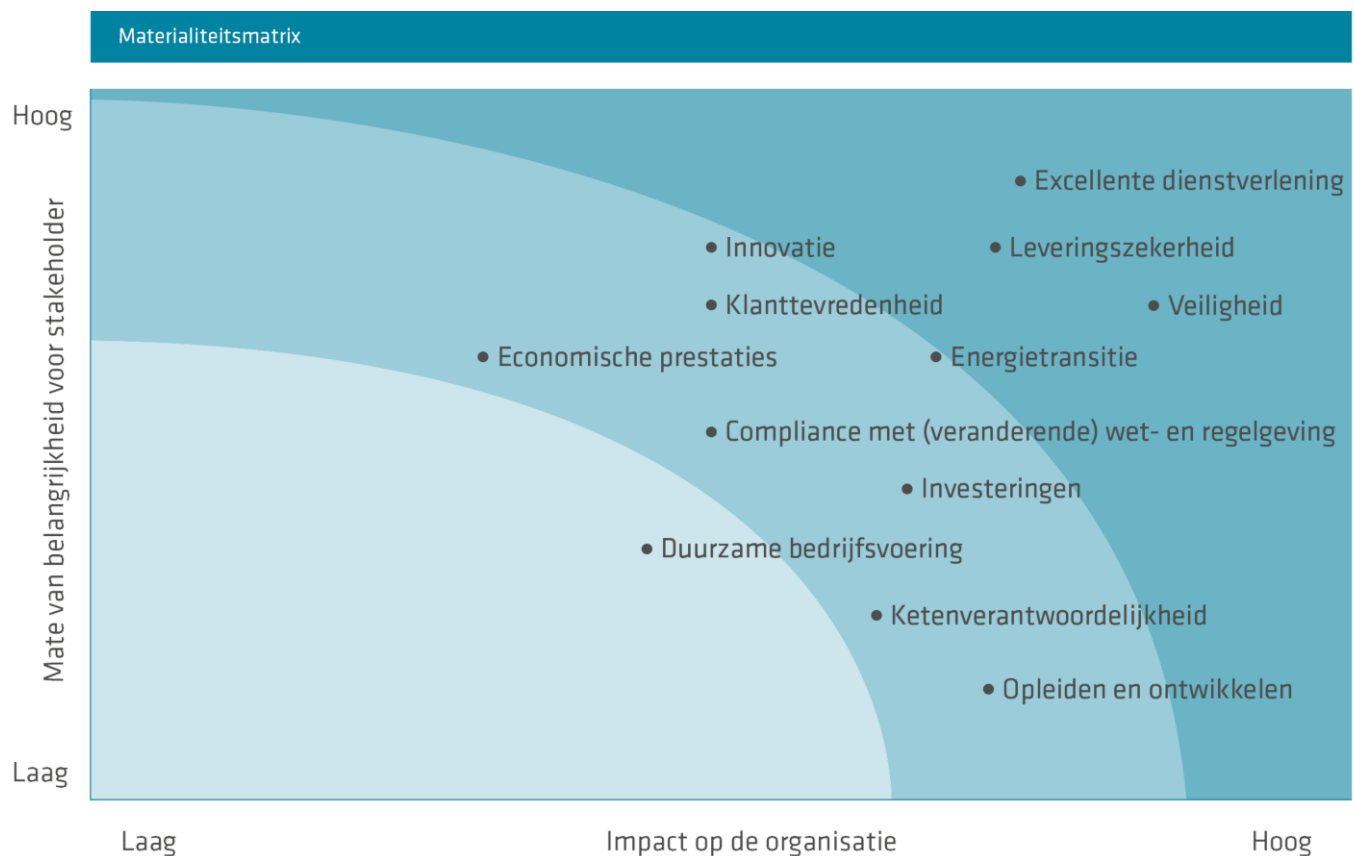 Materialiteitsmatrix
Hoog
Mate van belangrijkheid voor stakeholder
Laag
• Excellente dienstverlening
• Innovatie
• Leveringszekerheid
• Klanttevredenheid
• Veiligheid
• Economische prestaties
• Energietransitie
• Compliance met (veranderende) wet- en regelgeving
• Investeringen
• Duurzame bedrijfsvoering
• Ketenverantwoordelijkheid
• Opleiden en ontwikkelen
Laag
Impact op de organisatie
Hoog